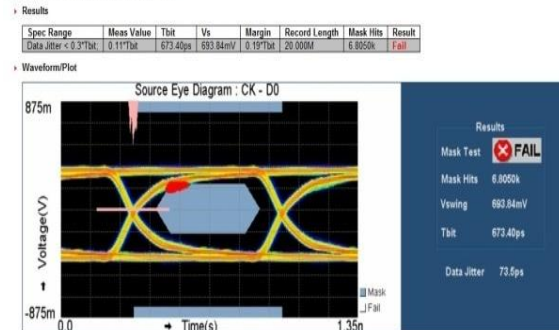 Results
Spec Range Meas Value Tbit Vs Margin Record Length Mask Hits Result
Data Jitter < 0.3*Tbit; 0.11*Tbit 673.40ps 693.84mV 0.19*Tbit 20.000M 6.8050k Fail
Waveform/Plot
Source Eye Diagram : CK - D0
875m
Voltage(V)
-875m
0.0
Time(s)
1.35n
Mask
Fail
Results
Mask Test FAIL
Mask Hits 6.8050k
Vswing 693.84mV
Tbit 673.40ps
Data Jitter 73.5ps